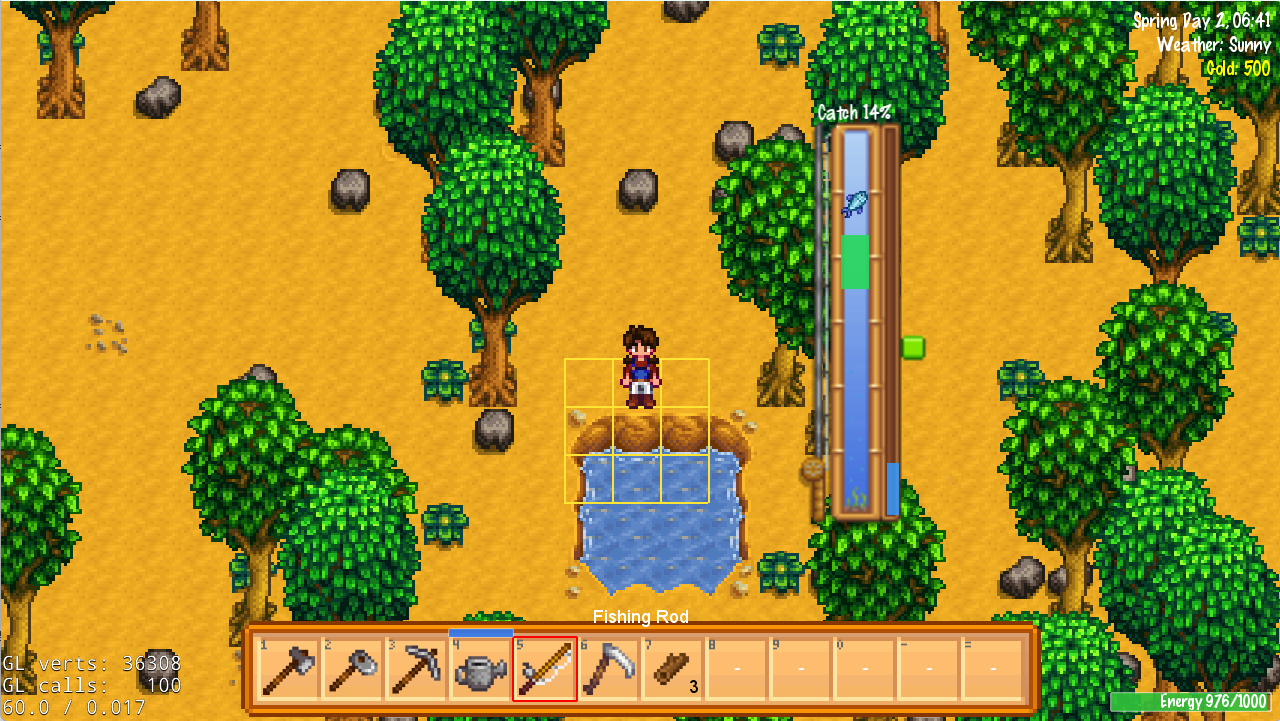 Spring Day 2, 06:41
Weather: Sunny
Gold: 500
Catch 14%
Fishing Rod
1 2 3 4 5 6 7 8 9 0 - =
3
- - - - -
GL verts: 36308
GL calls: 100
60.0 / 0.017
Energy 976/1000